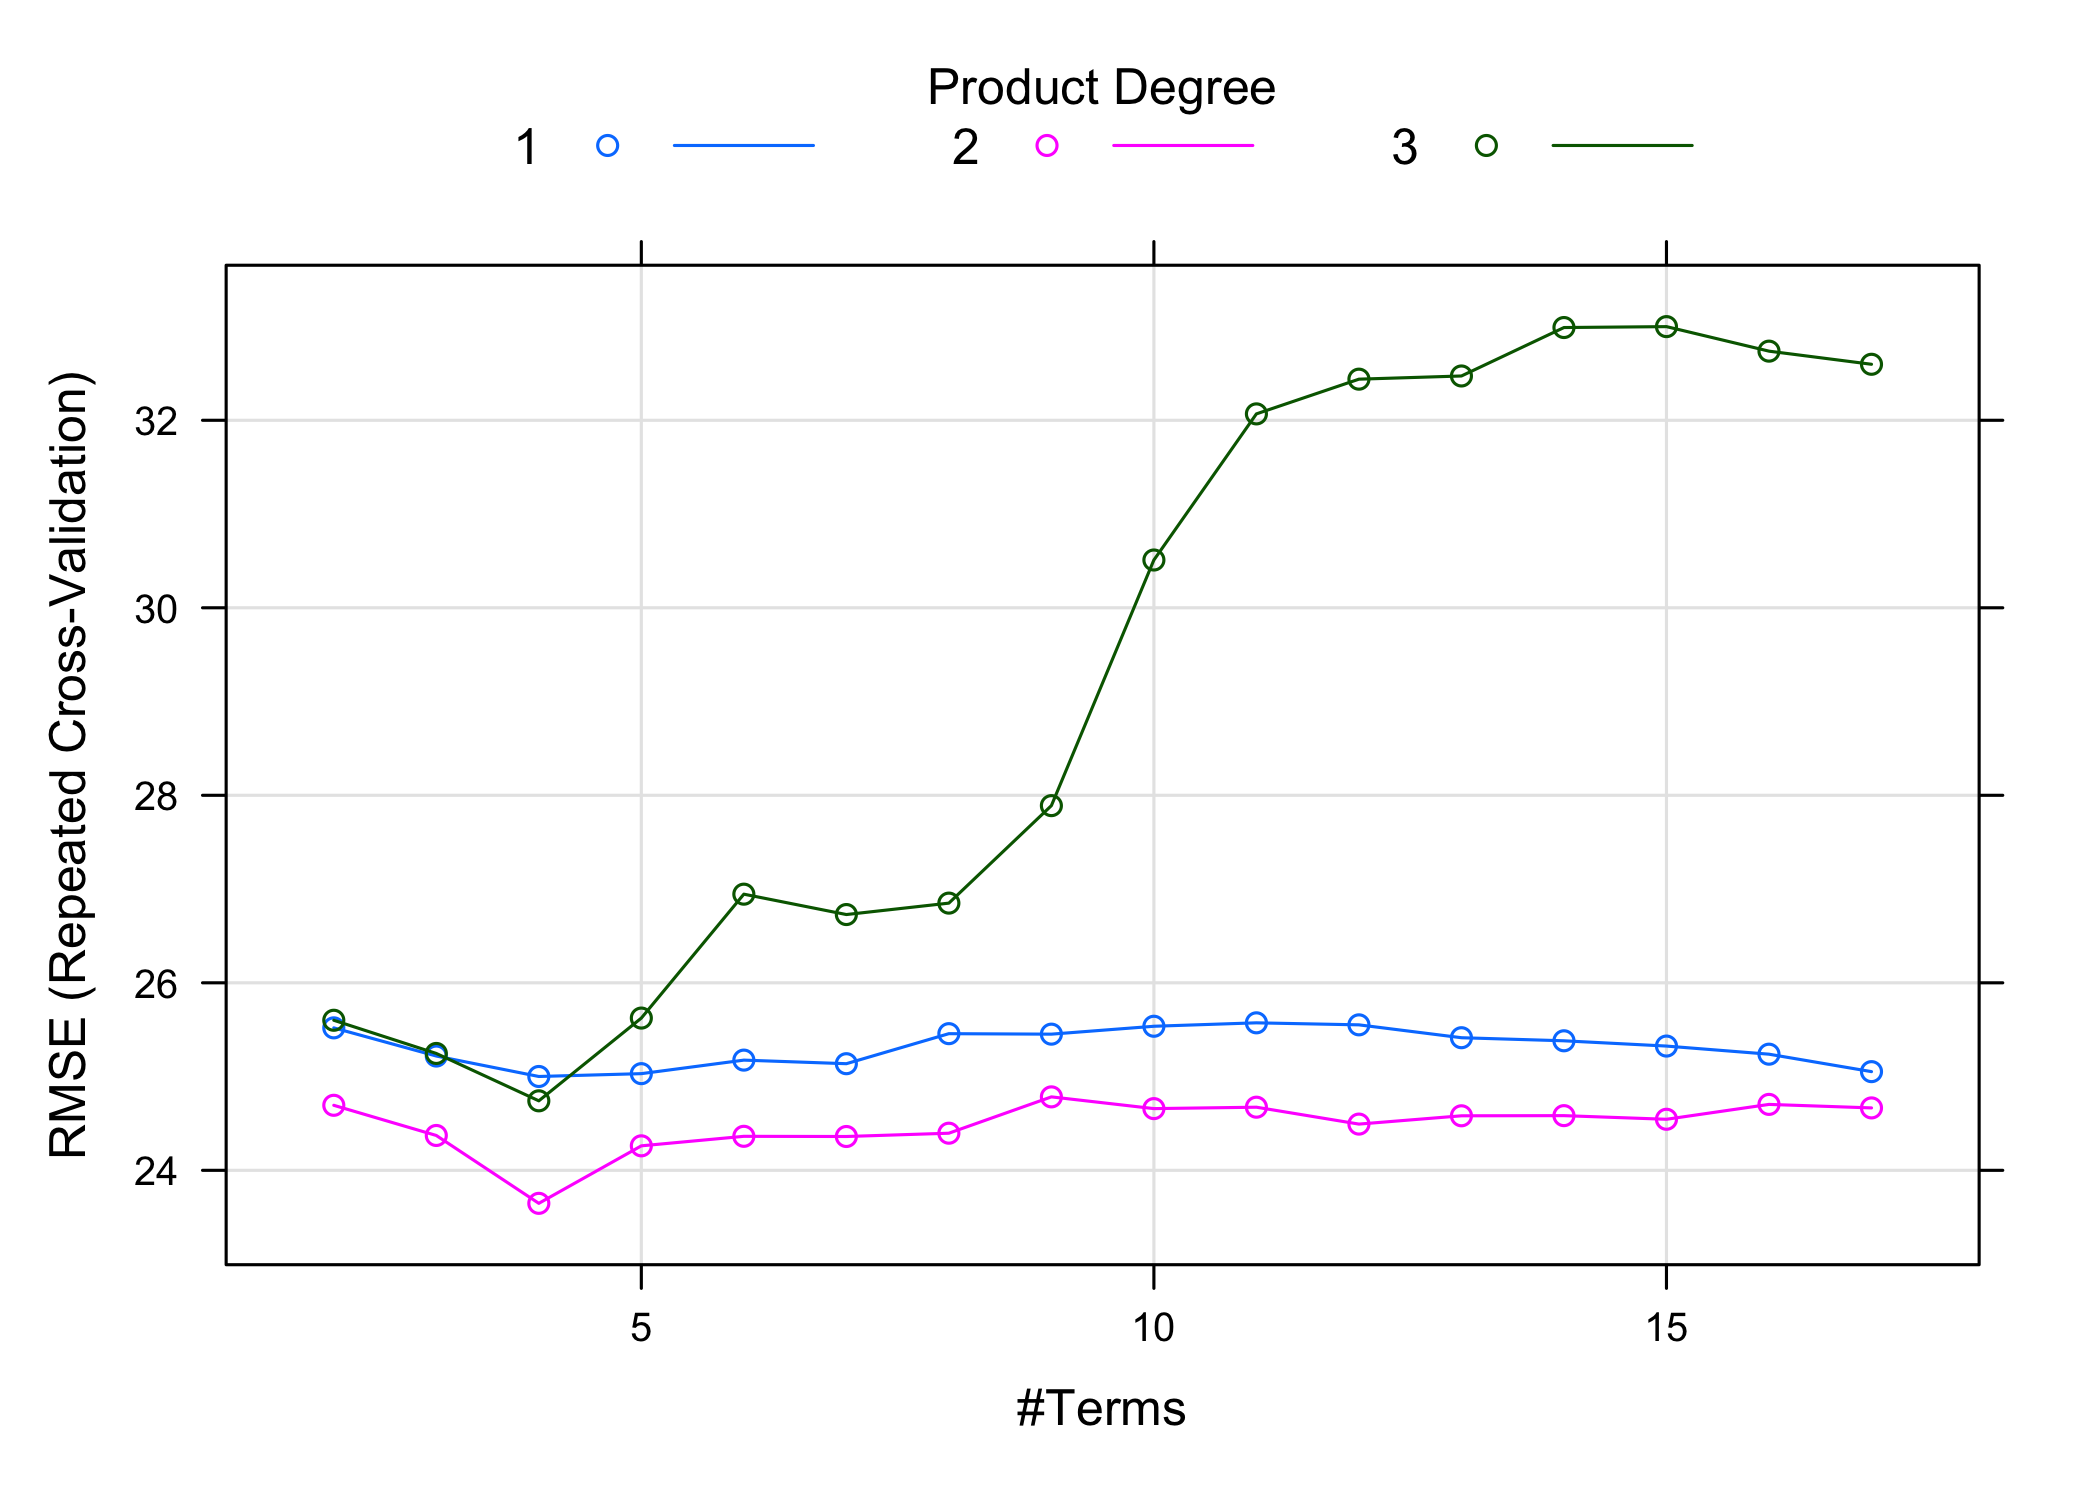 Product Degree
1 2 3
RMSE (Repeated Cross-Validation)
32
30
28
26
24
5 10 15
#Terms